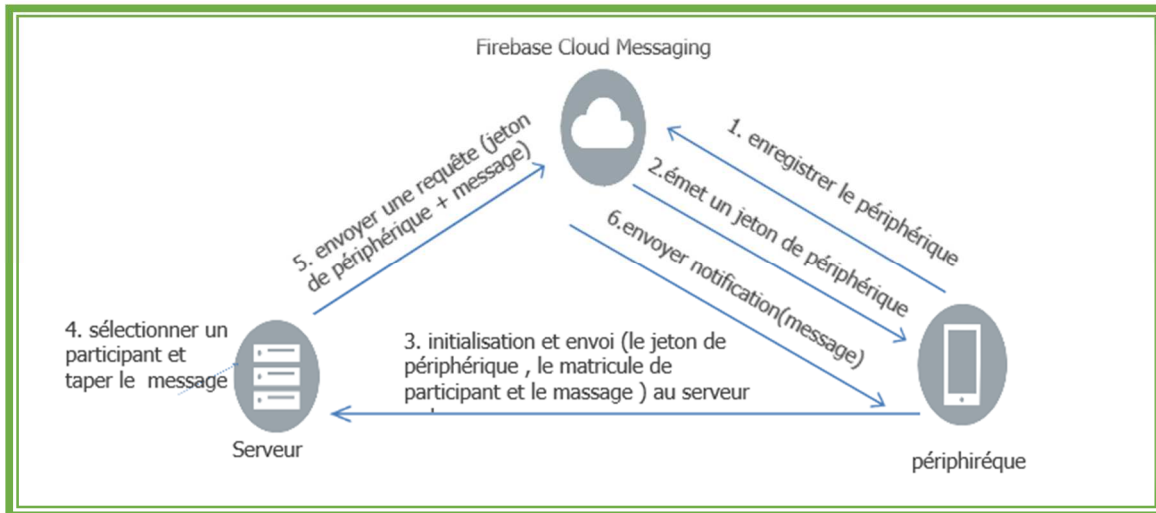 Firebase Cloud Messaging
1. enregistrer le périphérique
2.émet un jeton de périphérique
6.envoyer notification(message)
5. envoyer une requête (jeton
de périphérique + message)
4. sélectionner un
participant et
taper le message
3. initialisation et envoi (le jeton de
périphérique , le matricule de
participant et le massage ) au serveur
Serveur
périphiréque